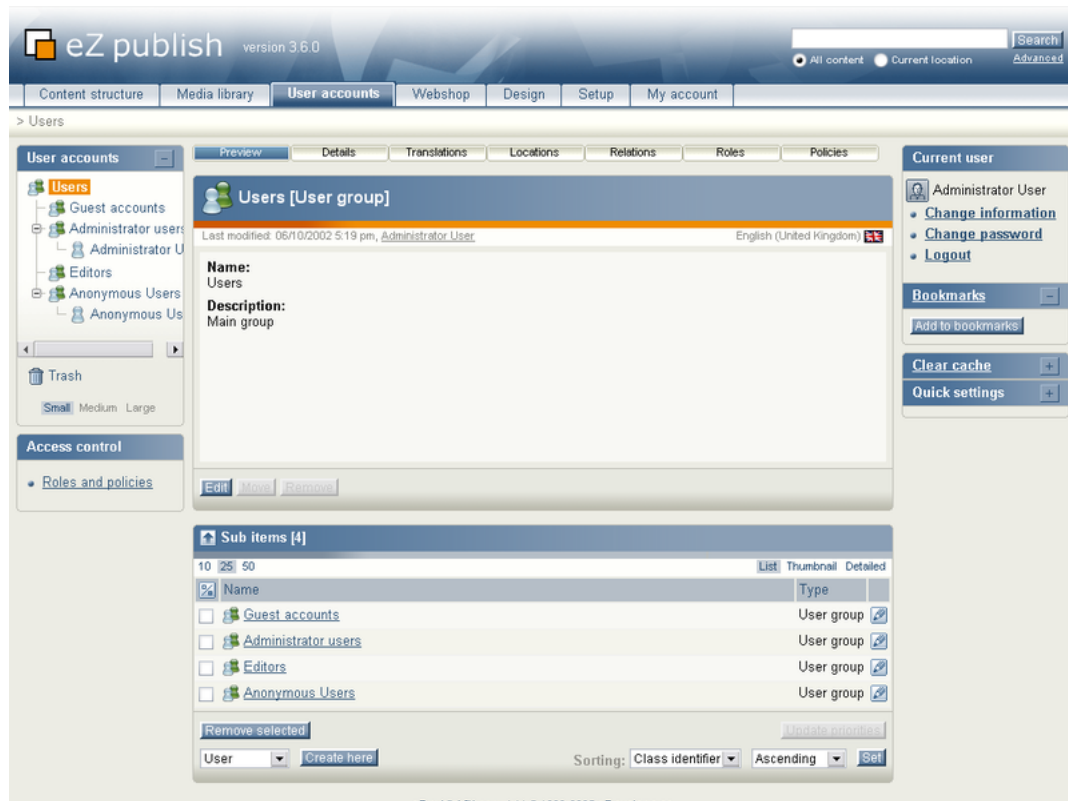 eZ publish version 3.6.0
Search
All content Current location Advanced
Content structure Media library User accounts Webshop Design Setup My account
> Users
User accounts
Users
Guest accounts
Administrator users
Administrator U
Editors
Anonymous Users
Anonymous Us
Trash
Small Medium Large
Access control
Roles and policies
Preview Details Translations Locations Relations Roles Policies
Users [User group]
Last modified: 06/10/2002 5:19 pm, Administrator User English (United Kingdom)
Name:
Users
Description:
Main group
Edit Move Remove
Sub items [4]
10 25 50 List Thumbnail Detailed
Name Type
Guest accounts User group
Administrator users User group
Editors User group
Anonymous Users User group
Remove selected Update priorities
User Create here Sorting: Class identifier Ascending Set
Current user
Administrator User
Change information
Change password
Logout
Bookmarks
Add to bookmarks
Clear cache
Quick settings